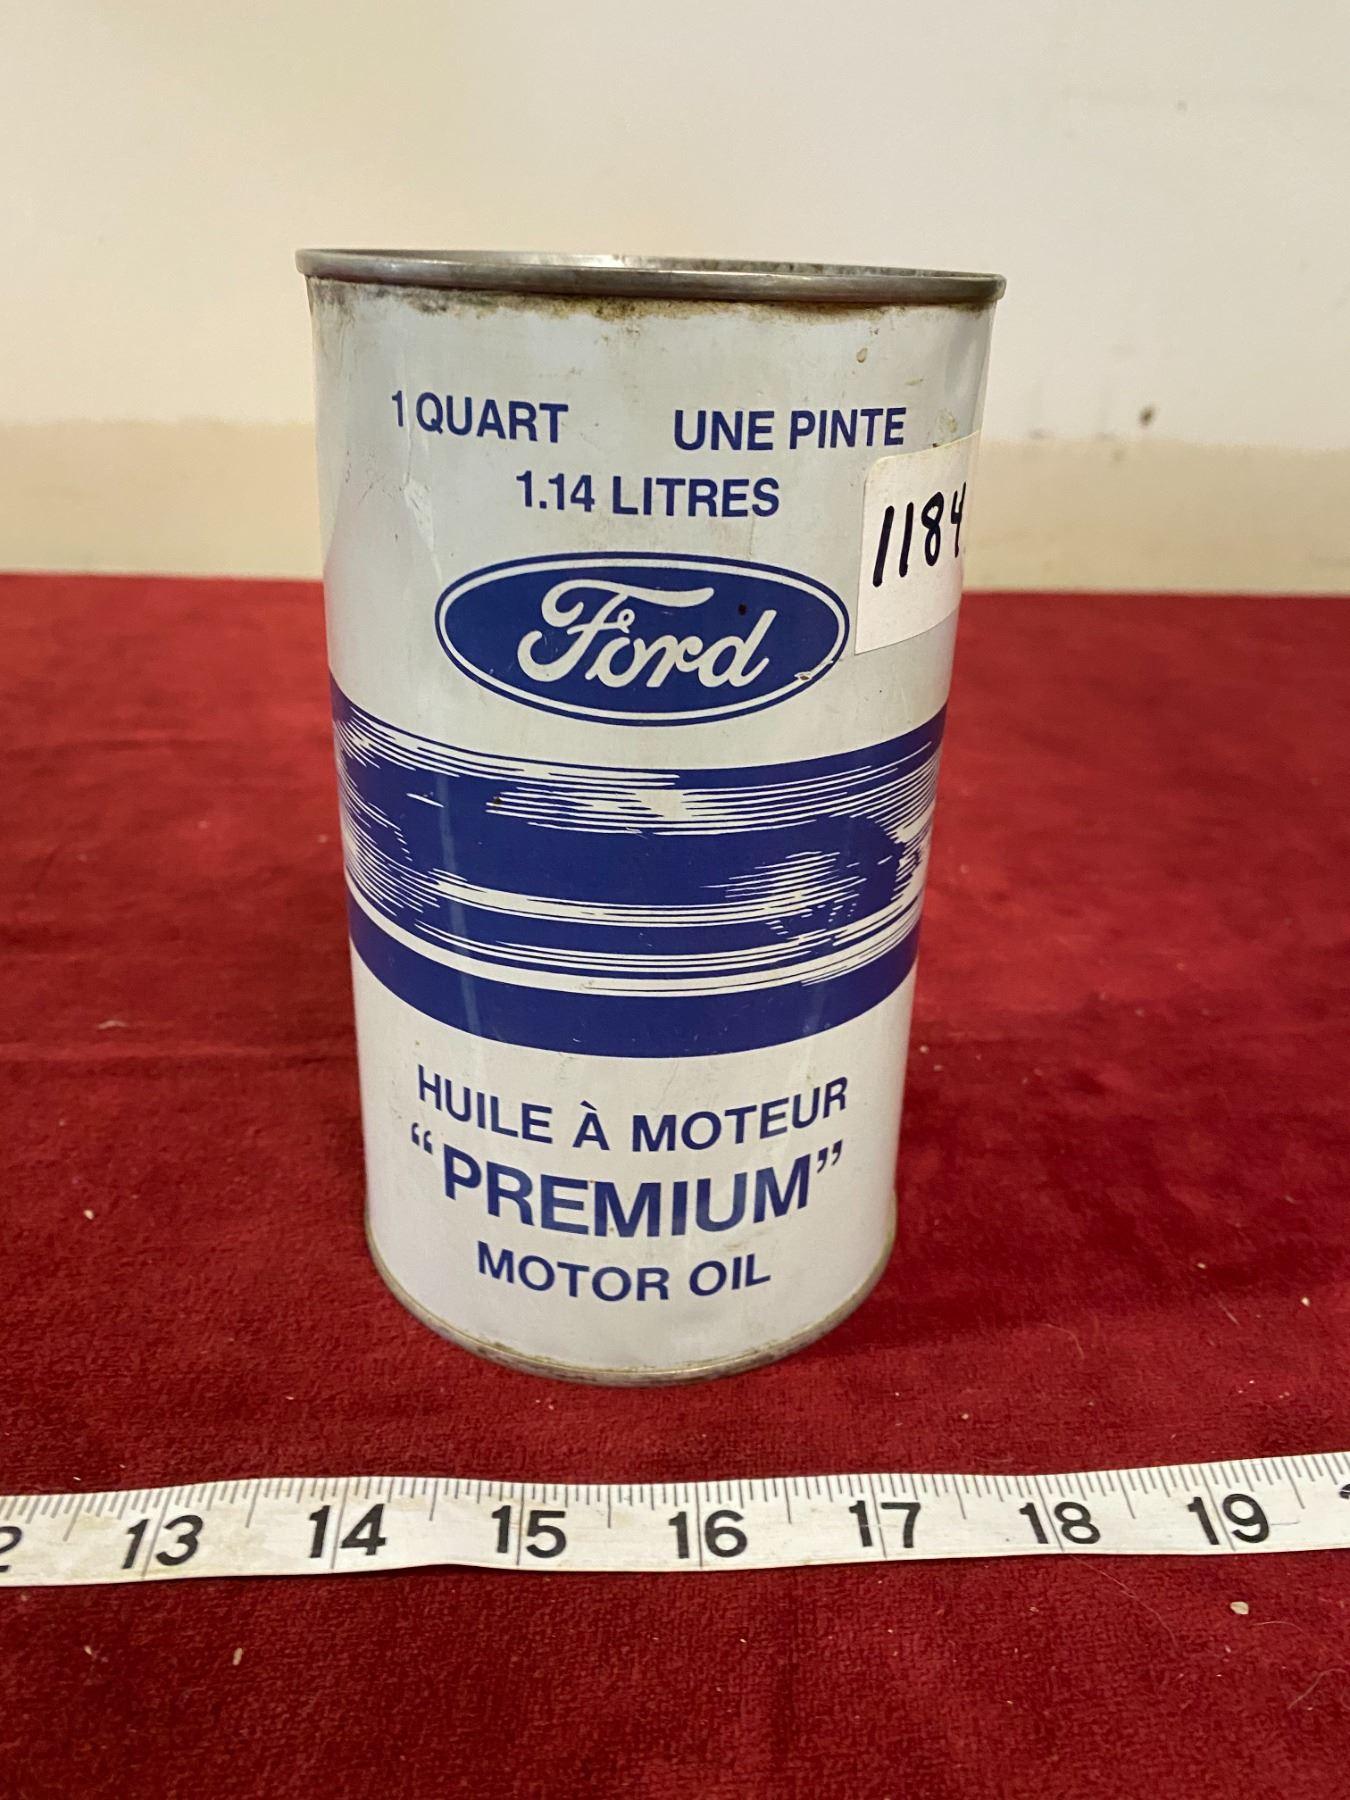 1 QUART UNE PINTE
1.14 LITRES
1184
Ford
HUILE À MOTEUR
“PREMIUM”
MOTOR OIL
13 14 15 16 17 18 19